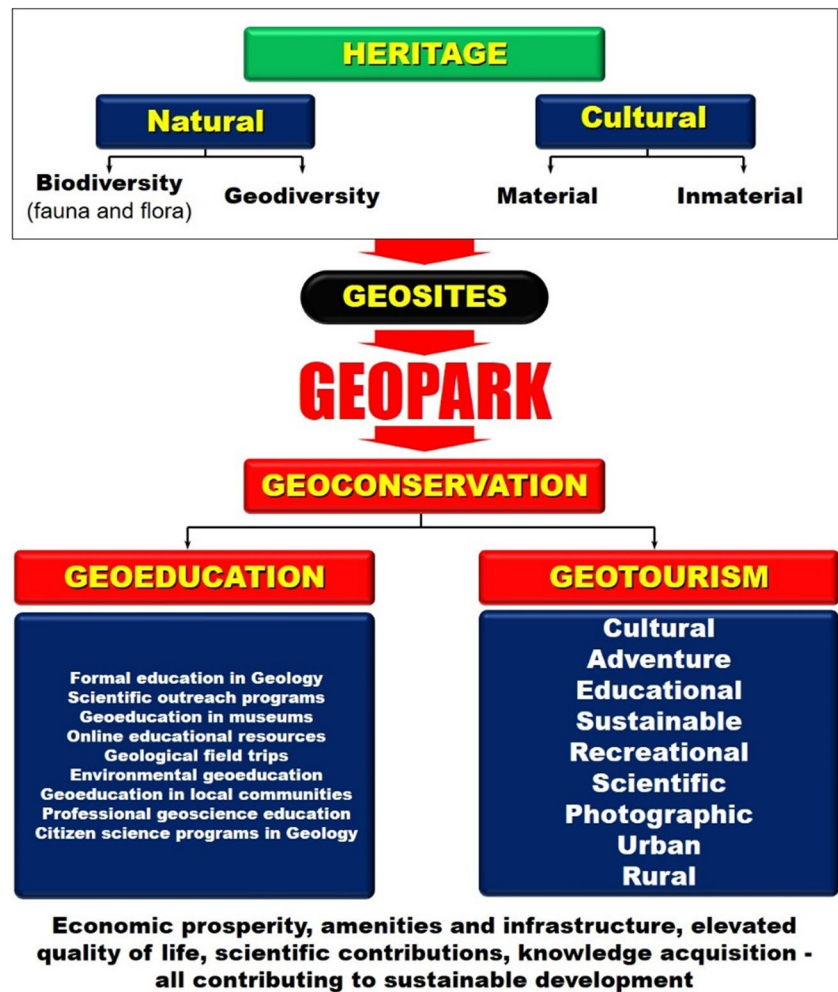 HERITAGE
Natural
Cultural
Biodiversity
(fauna and flora)
Geodiversity
Material
Inmaterial
GEOSITES
GEOPARK
GEOCONSERVATION
GEOEDUCATION
Formal education in Geology
Scientific outreach programs
Geoeducation in museums
Online educational resources
Geological field trips
Environmental geoeducation
Geoeducation in local communities
Professional geoscience education
Citizen science programs in Geology
GEOTOURISM
Cultural
Adventure
Educational
Sustainable
Recreational
Scientific
Photographic
Urban
Rural
Economic prosperity, amenities and infrastructure, elevated
quality of life, scientific contributions, knowledge acquisition -
all contributing to sustainable development